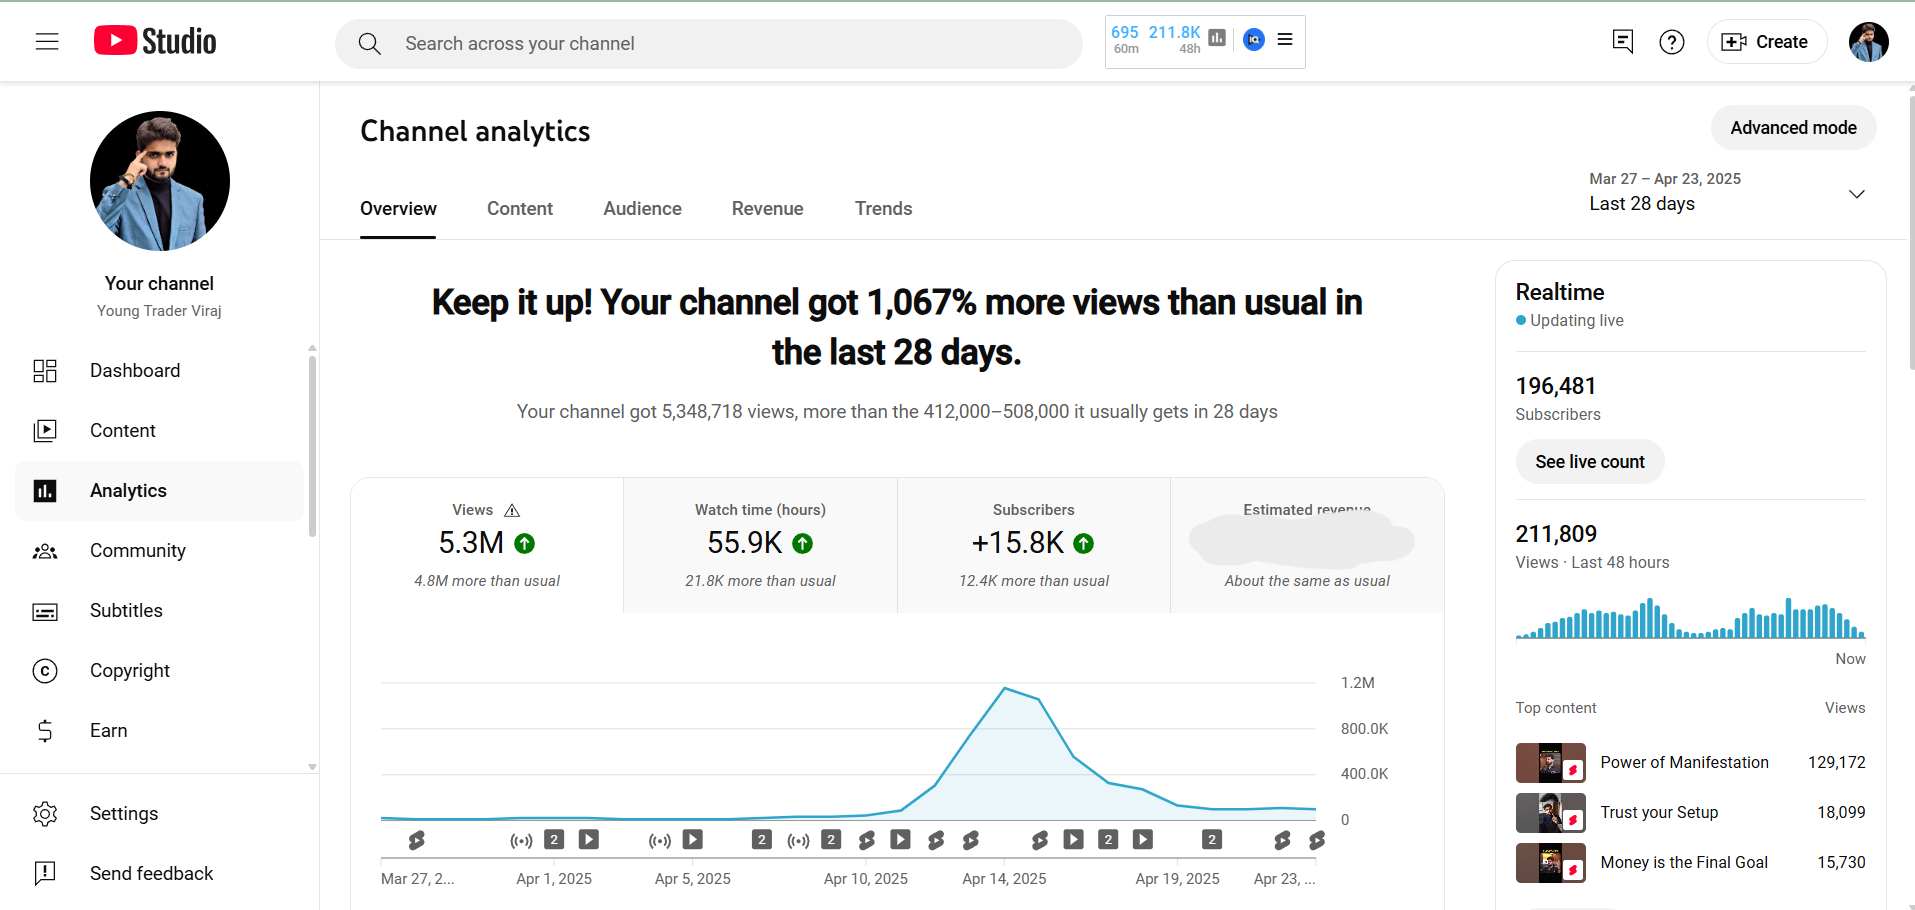 Studio
Search across your channel
695 211.8K
60m 48h
IQ
Create
Your channel
Young Trader Viraj
Dashboard
Content
Analytics
Community
Subtitles
Copyright
Earn
Settings
Send feedback
Channel analytics
Advanced mode
Overview Content Audience Revenue Trends
Mar 27 – Apr 23, 2025
Last 28 days
Keep it up! Your channel got 1,067% more views than usual in
the last 28 days.
Your channel got 5,348,718 views, more than the 412,000–508,000 it usually gets in 28 days
Views
5.3M
4.8M more than usual
Watch time (hours)
55.9K
21.8K more than usual
Subscribers
+15.8K
12.4K more than usual
Estimated revenue
About the same as usual
1.2M
800.0K
400.0K
0
2 2 2 2 2
Mar 27, 2... Apr 1, 2025 Apr 5, 2025 Apr 10, 2025 Apr 14, 2025 Apr 19, 2025 Apr 23, ...
Realtime
Updating live
196,481
Subscribers
See live count
211,809
Views · Last 48 hours
Now
Top content Views
Power of Manifestation 129,172
Trust your Setup 18,099
Money is the Final Goal 15,730